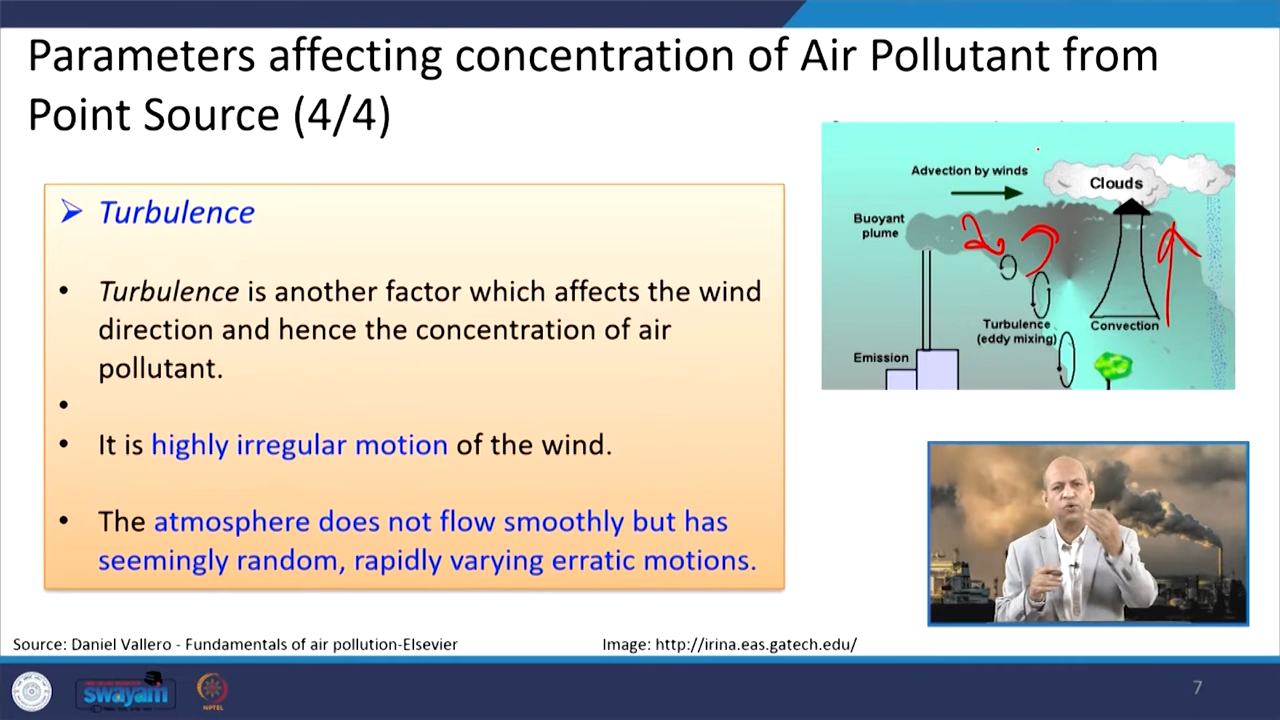 Parameters affecting concentration of Air Pollutant from
Point Source (4/4)
➢ Turbulence
• Turbulence is another factor which affects the wind
direction and hence the concentration of air
pollutant.
•
• It is highly irregular motion of the wind.
• The atmosphere does not flow smoothly but has
seemingly random, rapidly varying erratic motions.
Advection by winds
Clouds
Buoyant
plume
Turbulence
(eddy mixing)
Convection
Emission
Source: Daniel Vallero - Fundamentals of air pollution-Elsevier
Image: http://irina.eas.gatech.edu/
swayam
NPTEL
7